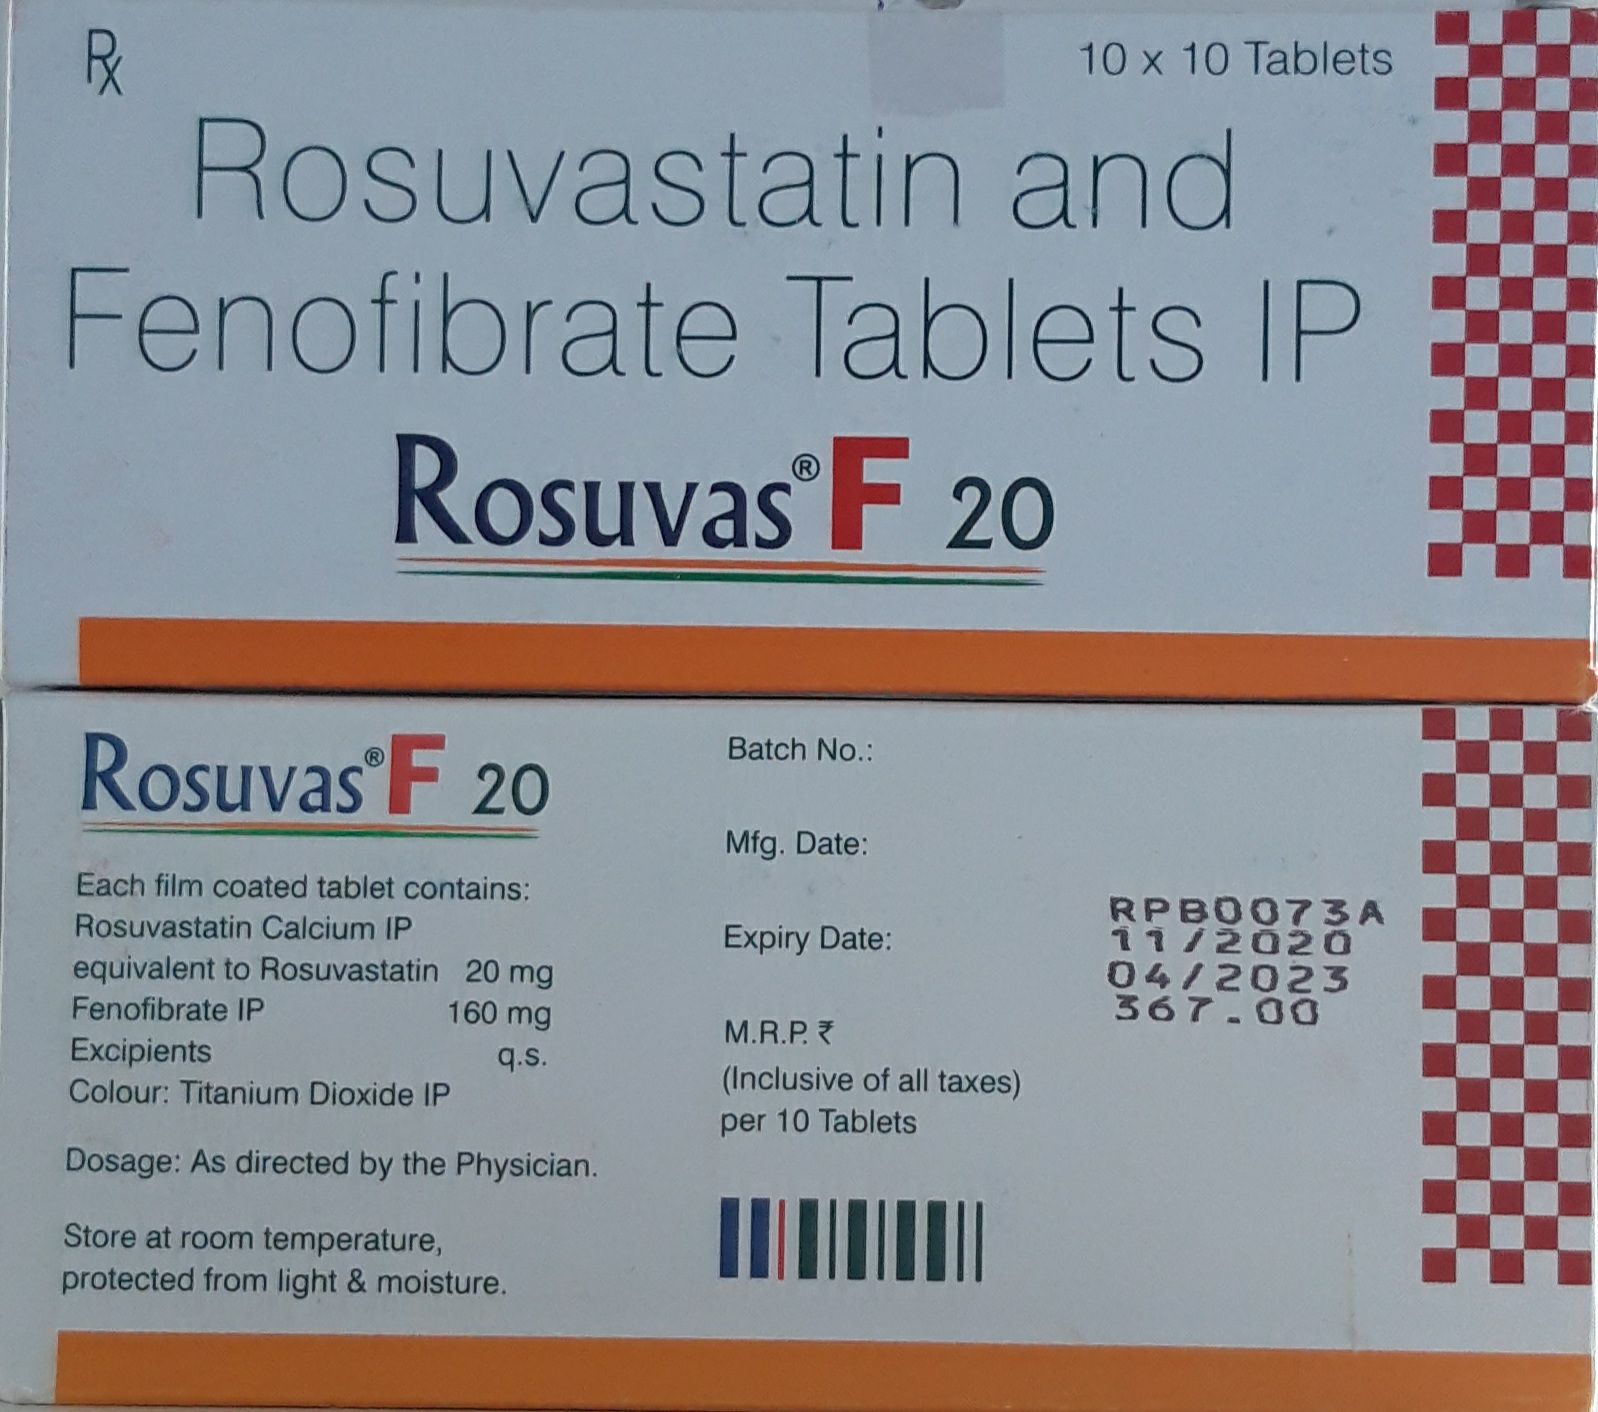 Rx
10 x 10 Tablets
Rosuvastatin and
Fenofibrate Tablets IP
Rosuvas® F 20
Rosuvas® F 20
Each film coated tablet contains:
Rosuvastatin Calcium IP
equivalent to Rosuvastatin 20 mg
Fenofibrate IP 160 mg
Excipients q.s.
Colour: Titanium Dioxide IP
Dosage: As directed by the Physician.
Store at room temperature,
protected from light & moisture.
Batch No.:
Mfg. Date:
Expiry Date:
M.R.P. ₹
(Inclusive of all taxes)
per 10 Tablets
RPB0073A
11/2020
04/2023
367.00